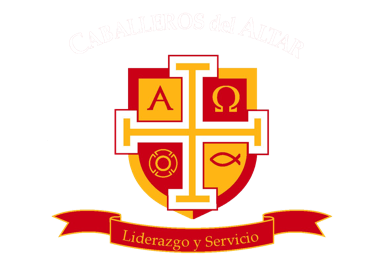 CABALLEROS del ALTAR
Α Ω
Liderazgo y Servicio